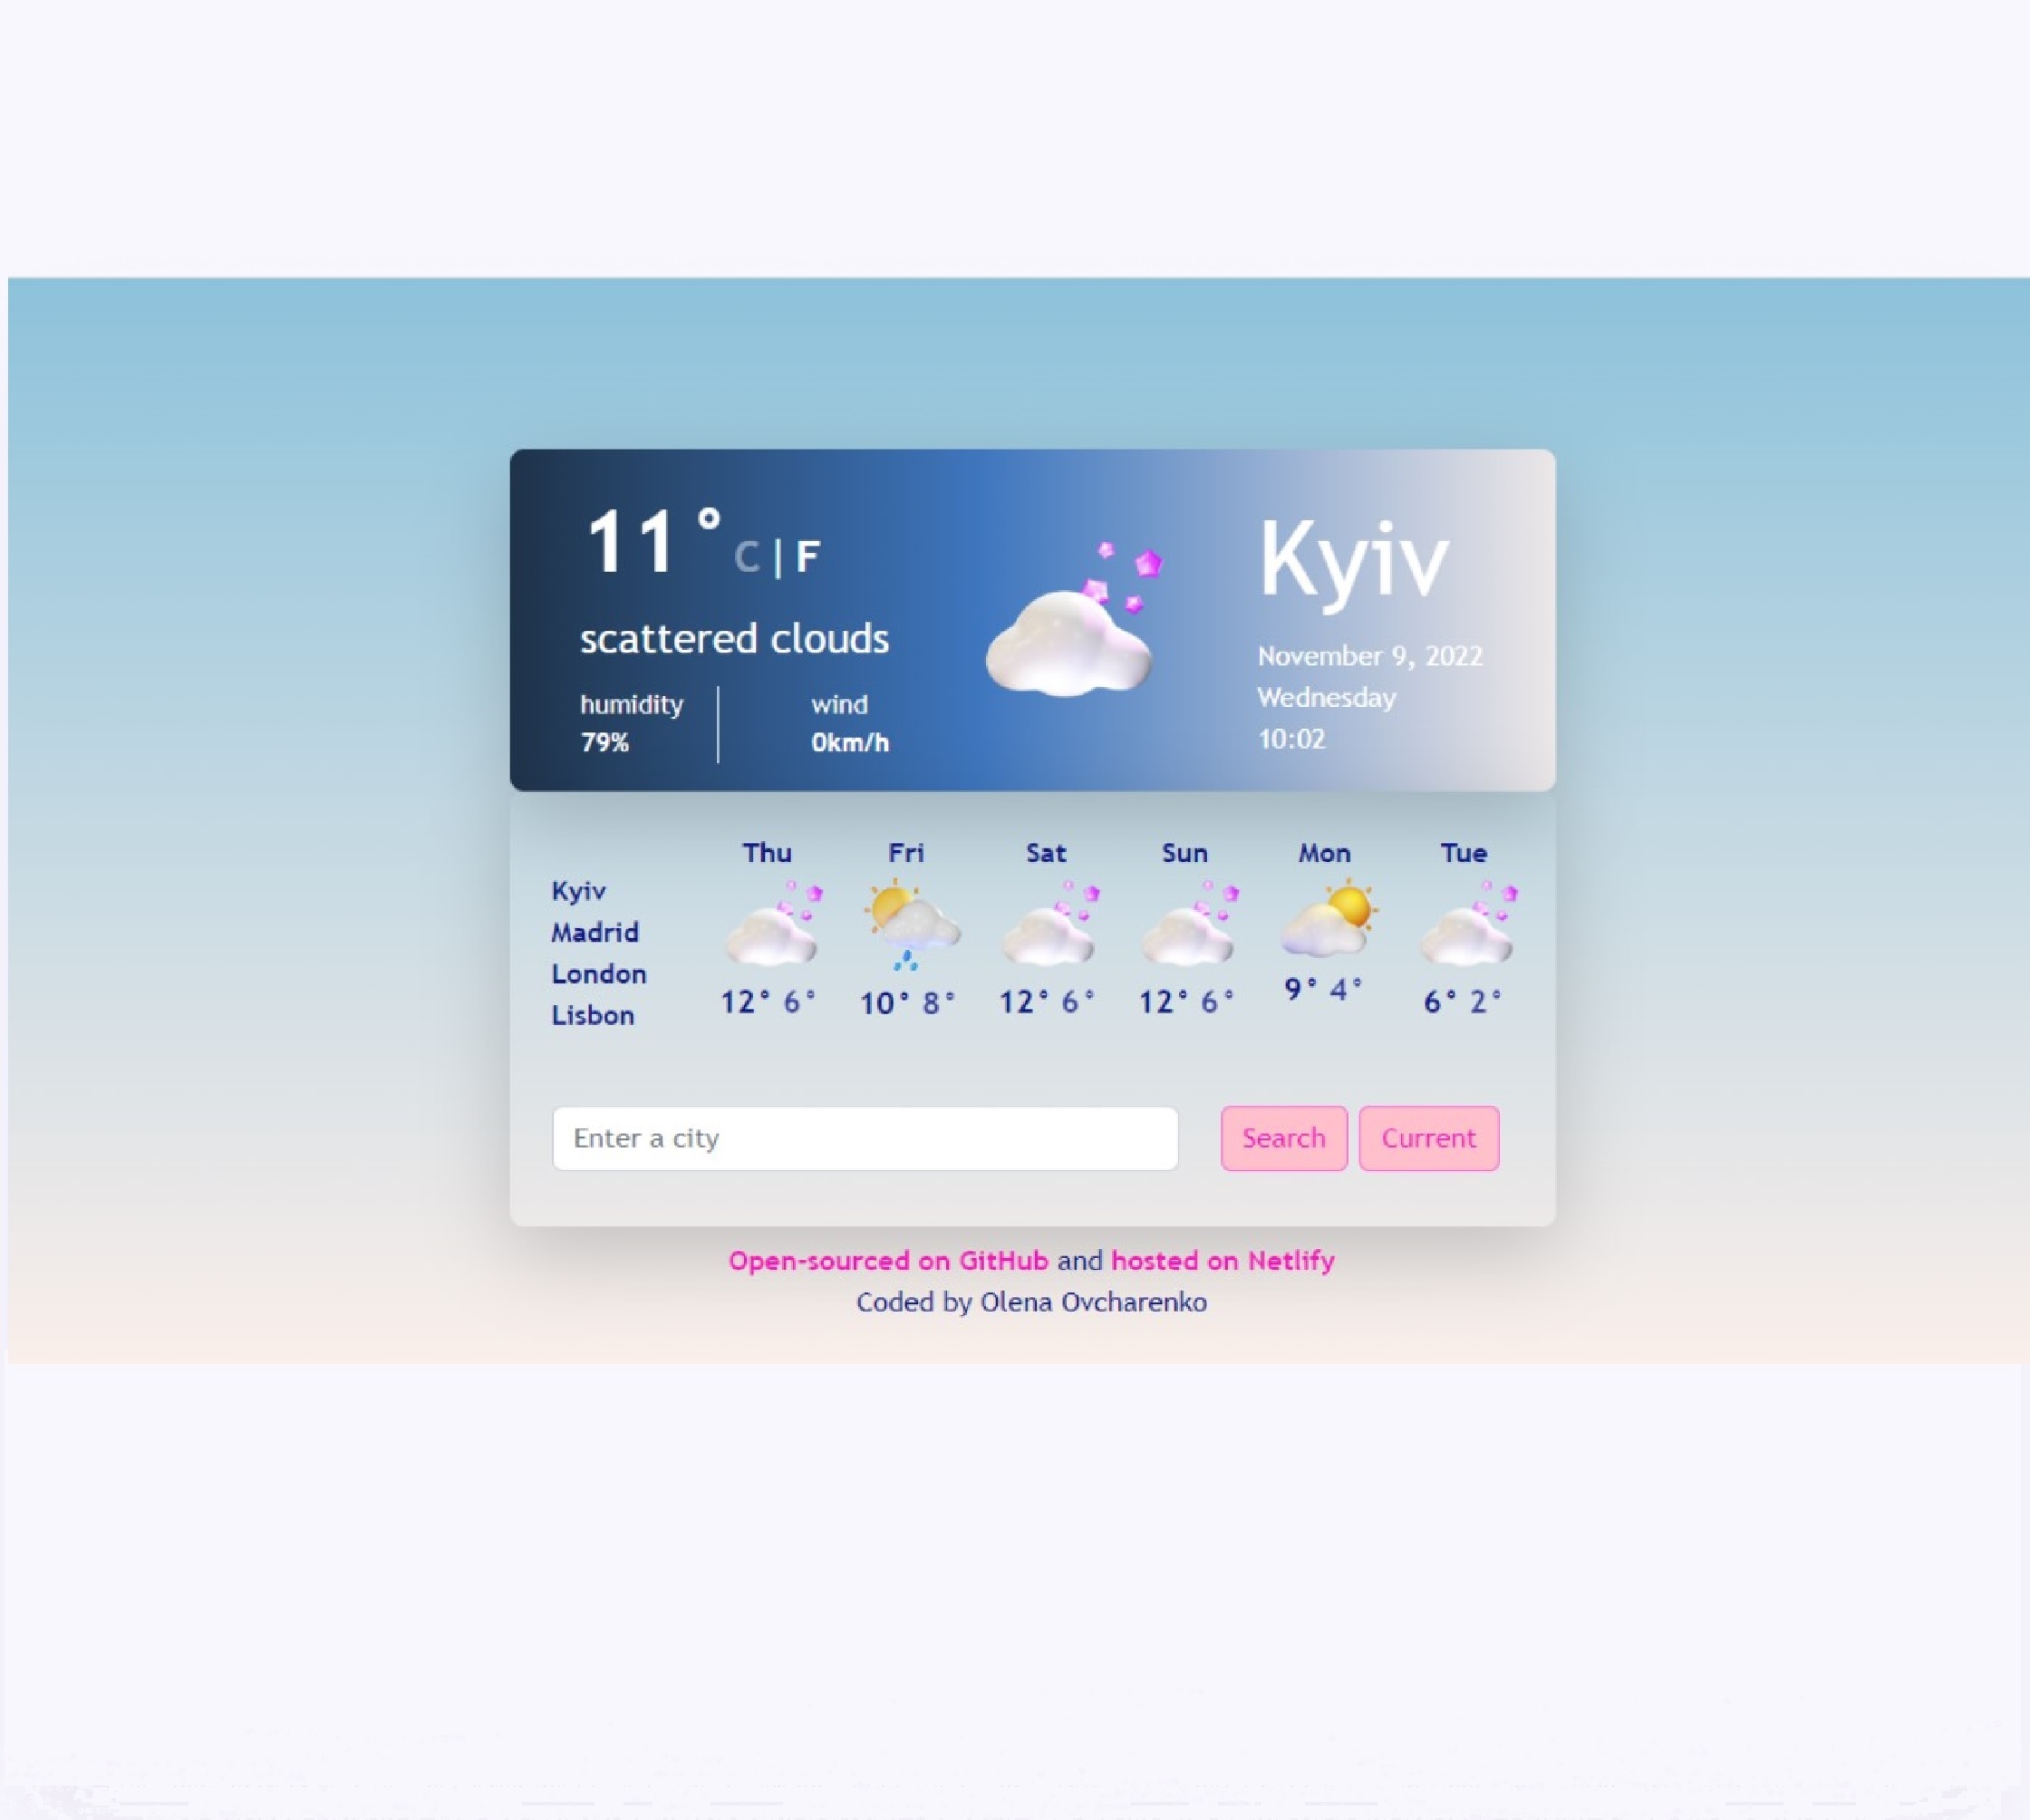 11°C|F
scattered clouds
humidity
79%
wind
0km/h
Kyiv
November 9, 2022
Wednesday
10:02
Kyiv
Madrid
London
Lisbon
Thu Fri Sat Sun Mon Tue
12° 6° 10° 8° 12° 6° 12° 6° 9° 4° 6° 2°
Enter a city
Search Current
Open-sourced on GitHub and hosted on Netlify
Coded by Olena Ovcharenko